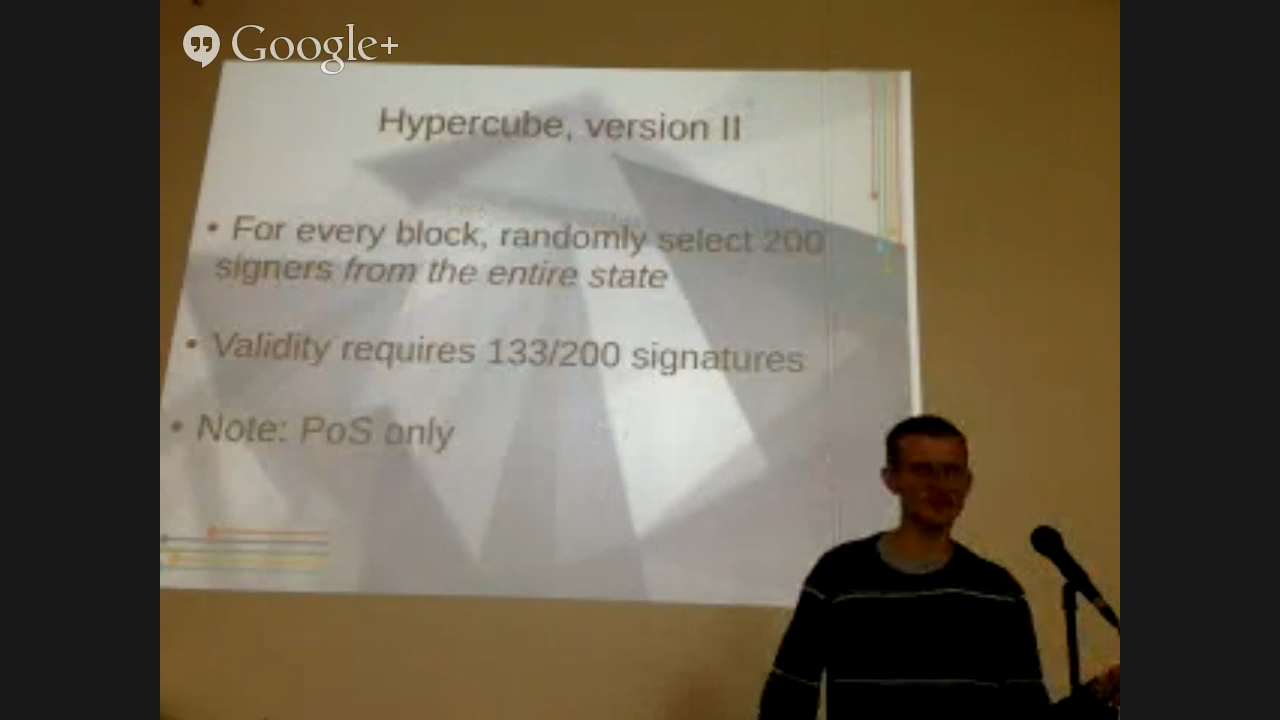 Google+
Hypercube, version II
• For every block, randomly select 200
signers from the entire state
• Validity requires 133/200 signatures
• Note: PoS only